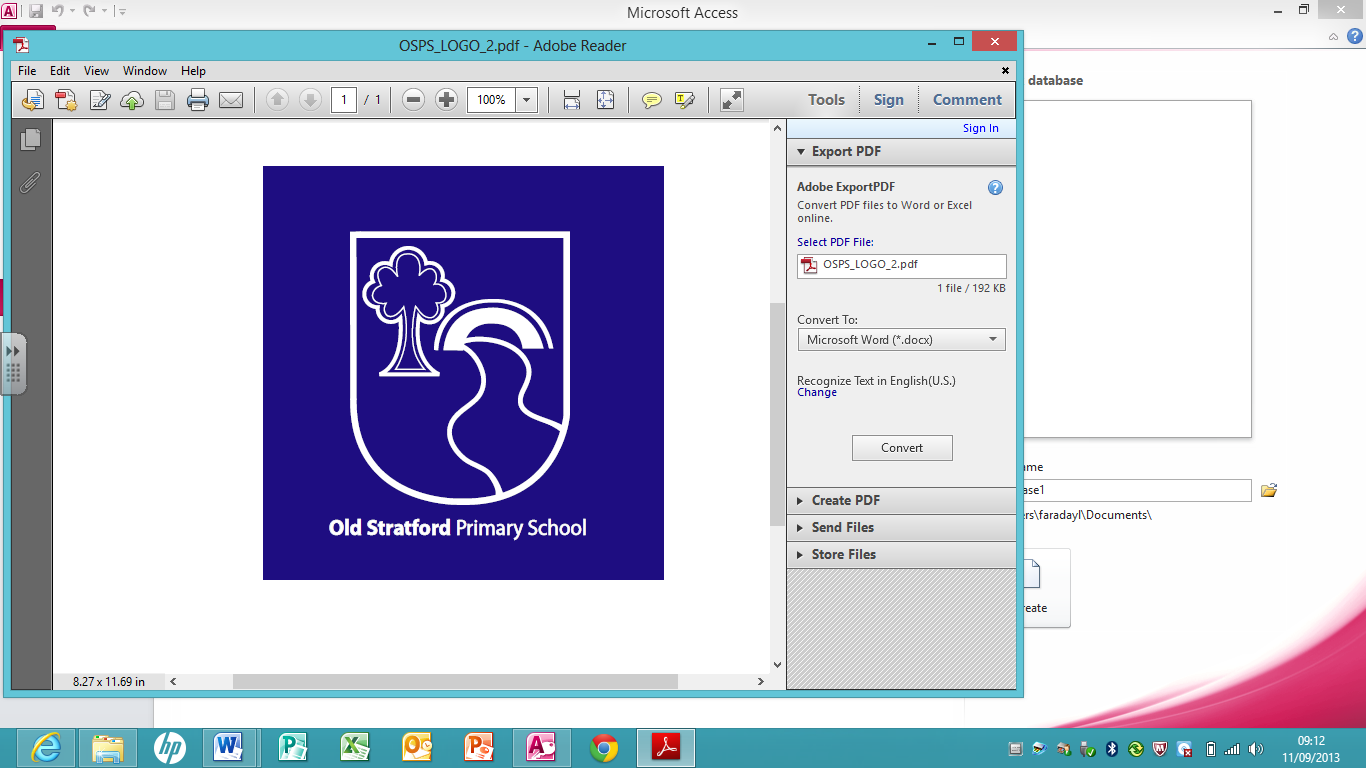 Microsoft Access
OSPS_LOGO_2.pdf - Adobe Reader
File Edit View Window Help
1 / 1 100% Tools Sign Comment
database
Sign In
Export PDF
Adobe ExportPDF
Convert PDF files to Word or Excel
online.
Select PDF File:
OSPS_LOGO_2.pdf
1 file / 192 KB
Convert To:
Microsoft Word (*.docx)
Recognize Text in English(U.S.)
Change
Convert
Create PDF
Send Files
Store Files
Old Stratford Primary School
8.27 x 11.69 in
ame
ase1
ers\faradayl\Documents\
reate
09:12
11/09/2013